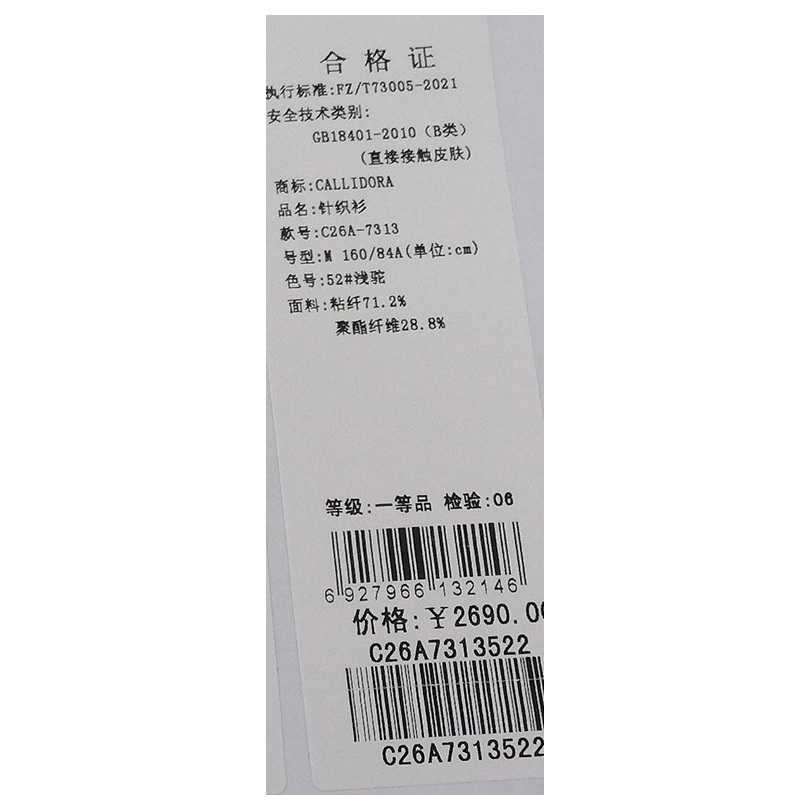 合格证
执行标准:FZ/T73005-2021
安全技术类别:
GB18401-2010（B类）
(直接接触皮肤)
商标:CALLIDORA
品名:针织衫
款号:C26A-7313
号型:M 160/84A(单位:cm)
色号:52#浅驼
面料:粘纤71.2%
聚酯纤维28.8%
等级:一等品 检验:06
6 927966 132146
价格:￥2690.00
C26A7313522
C26A7313522